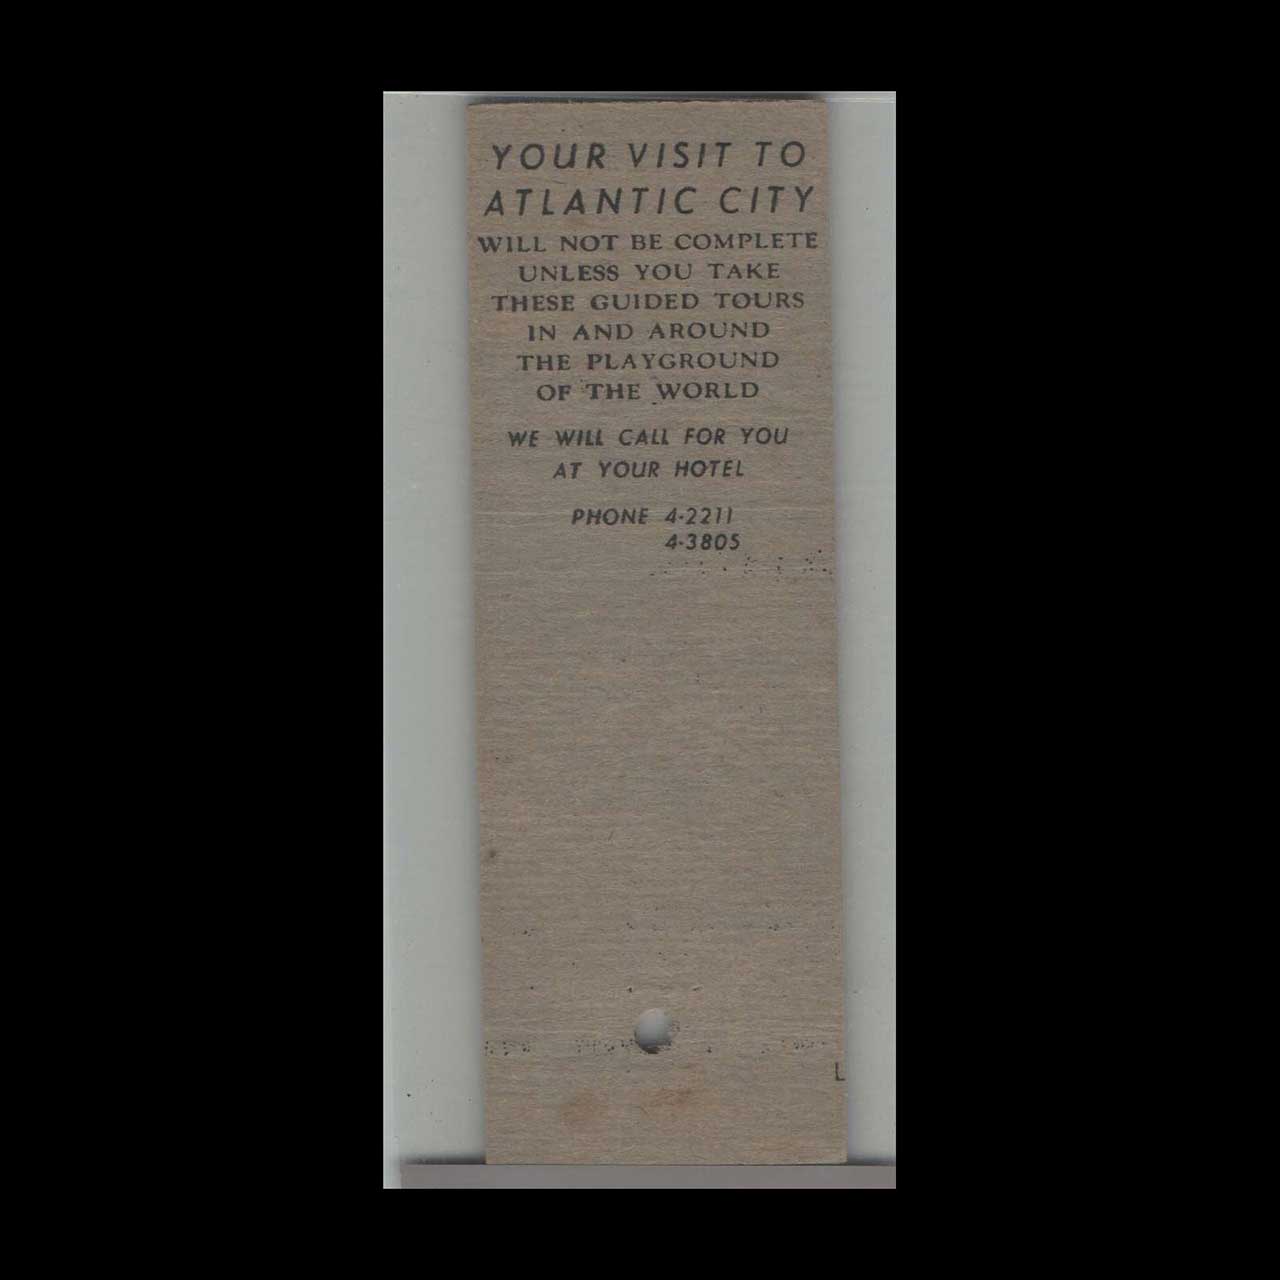 YOUR VISIT TO
ATLANTIC CITY
WILL NOT BE COMPLETE
UNLESS YOU TAKE
THESE GUIDED TOURS
IN AND AROUND
THE PLAYGROUND
OF THE WORLD
WE WILL CALL FOR YOU
AT YOUR HOTEL
PHONE 4-2211
4-3805
L